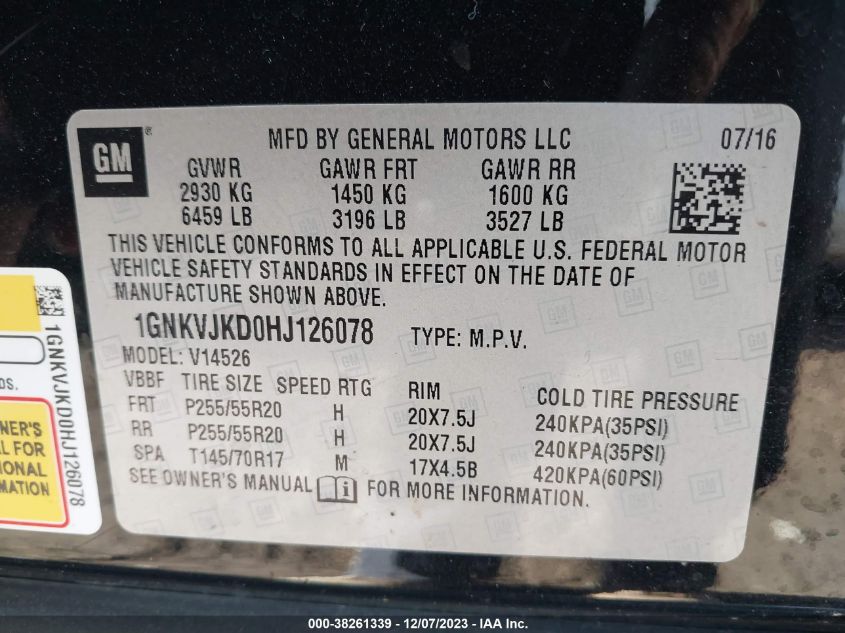 GM ®
MFD BY GENERAL MOTORS LLC
07/16
GVWR GAWR FRT GAWR RR
2930 KG 1450 KG 1600 KG
6459 LB 3196 LB 3527 LB
THIS VEHICLE CONFORMS TO ALL APPLICABLE U.S. FEDERAL MOTOR
VEHICLE SAFETY STANDARDS IN EFFECT ON THE DATE OF
MANUFACTURE SHOWN ABOVE.
1GNKVJKD0HJ126078 TYPE: M.P.V.
MODEL: V14526
VBBF TIRE SIZE SPEED RTG RIM COLD TIRE PRESSURE
FRT P255/55R20 H 20X7.5J 240KPA(35PSI)
RR P255/55R20 H 20X7.5J 240KPA(35PSI)
SPA T145/70R17 M 17X4.5B 420KPA(60PSI)
SEE OWNER'S MANUAL FOR MORE INFORMATION.
1GNKVJKD0HJ126078
DS.
NER'S
L FOR
IONAL
MATION
000-38261339 - 12/07/2023 - IAA Inc.